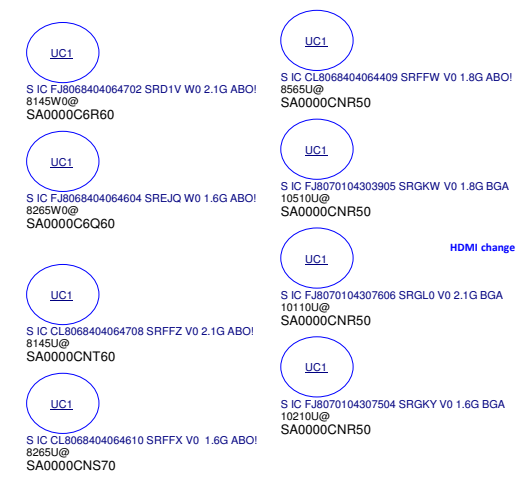 UC1
S IC FJ8068404064702 SRD1V W0 2.1G ABO!
8145W0@
SA0000C6R60
UC1
S IC FJ8068404064604 SREJQ W0 1.6G ABO!
8265W0@
SA0000C6Q60
UC1
S IC CL8068404064708 SRFFZ V0 2.1G ABO!
8145U@
SA0000CNT60
UC1
S IC CL8068404064610 SRFFX V0  1.6G ABO!
8265U@
SA0000CNS70
UC1
S IC CL8068404064409 SRFFW V0 1.8G ABO!
8565U@
SA0000CNR50
UC1
S IC FJ8070104303905 SRGKW V0 1.8G BGA
10510U@
SA0000CNR50
HDMI change
UC1
S IC FJ8070104307606 SRGL0 V0 2.1G BGA
10110U@
SA0000CNR50
UC1
S IC FJ8070104307504 SRGKY V0 1.6G BGA
10210U@
SA0000CNR50